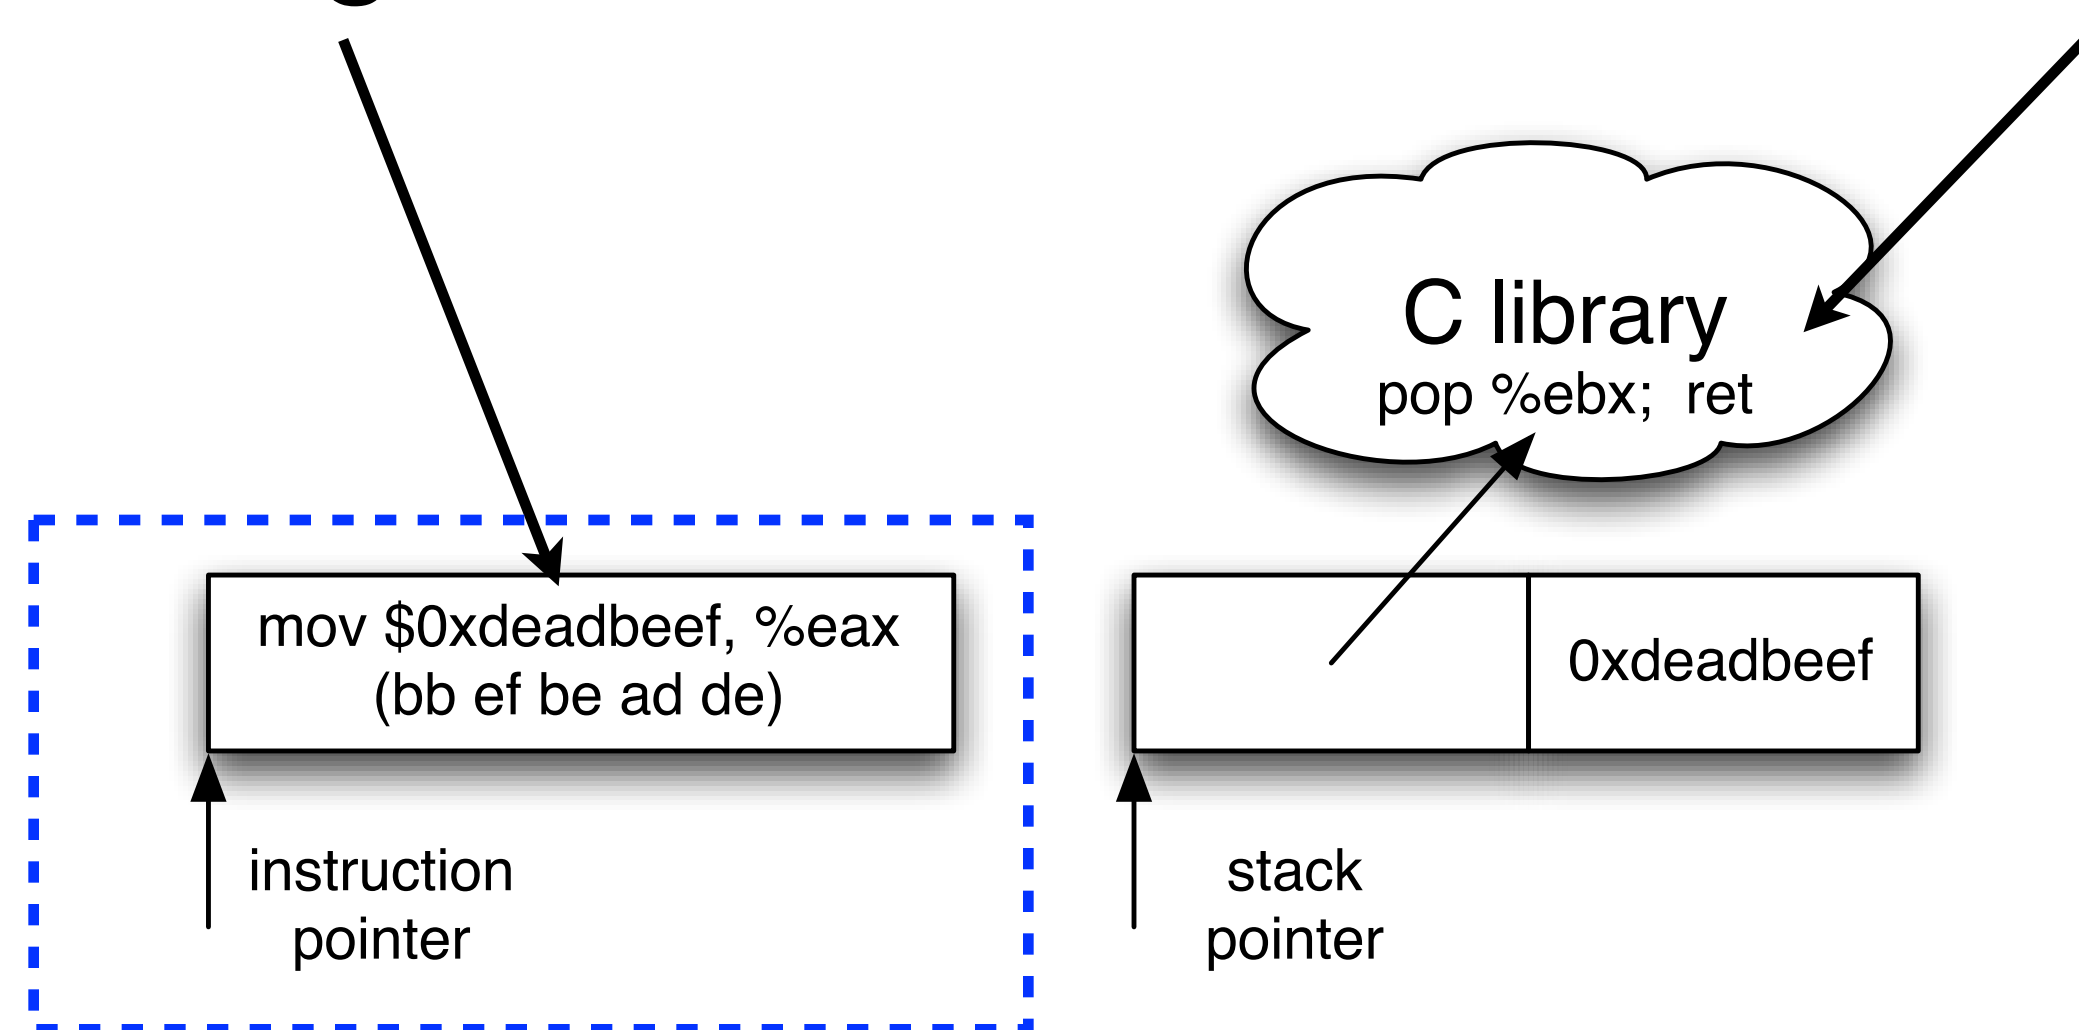 C library
pop %ebx;  ret
mov $0xdeadbeef, %eax
(bb ef be ad de)
0xdeadbeef
instruction
pointer
stack
pointer